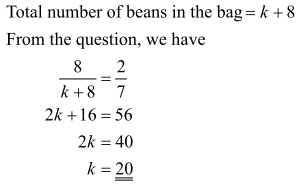 Total number of beans in the bag = k + 8
From the question, we have
8/(k + 8) = 2/7
2k + 16 = 56
2k = 40
k = 20